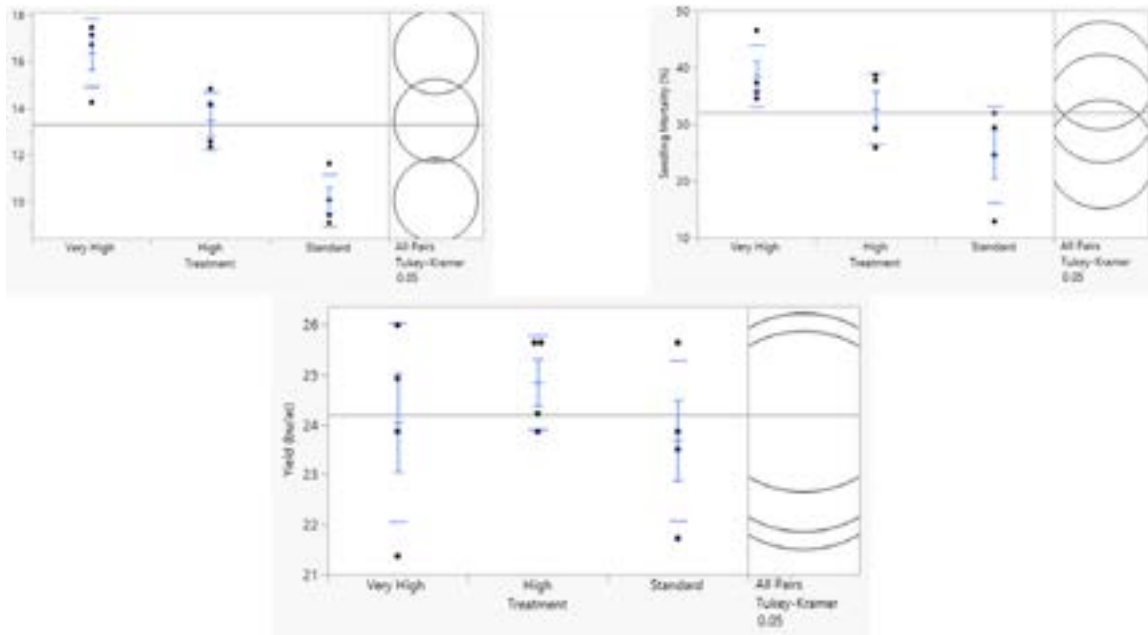 18
16
14
12
10
Very High High Standard
Treatment
All Pairs
Tukey-Kramer
0.05
Seedling Mortality (%)
50
40
30
20
10
Very High High Standard
Treatment
All Pairs
Tukey-Kramer
0.05
Yield (bu/ac)
26
25
24
23
22
21
Very High High Standard
Treatment
All Pairs
Tukey-Kramer
0.05